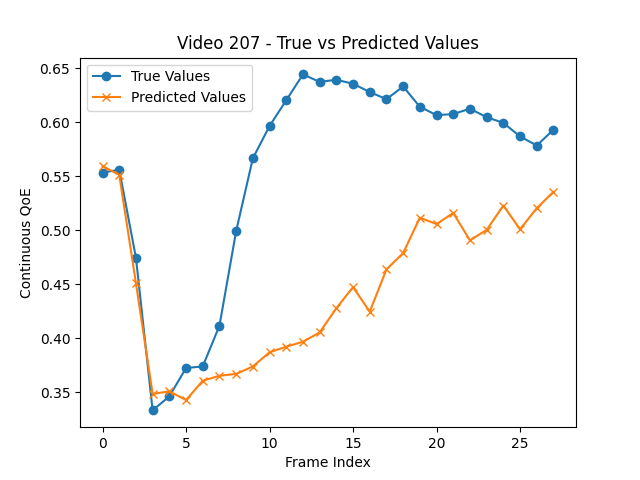 Video 207 - True vs Predicted Values
True Values
Predicted Values
0.65
0.60
0.55
0.50
0.45
0.40
0.35
Continuous QoE
0 5 10 15 20 25
Frame Index